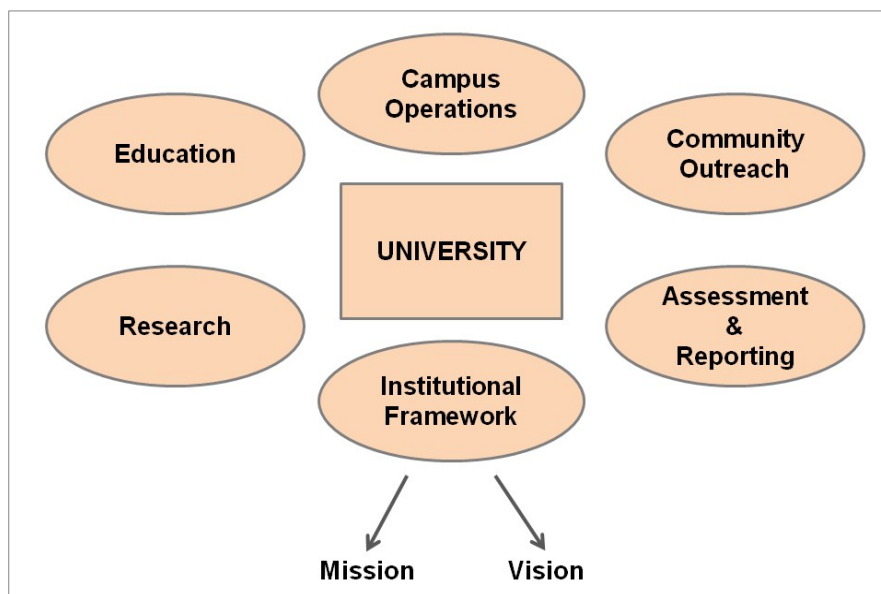 Campus
Operations
Education
Community
Outreach
UNIVERSITY
Research
Assessment
&
Reporting
Institutional
Framework
Mission
Vision